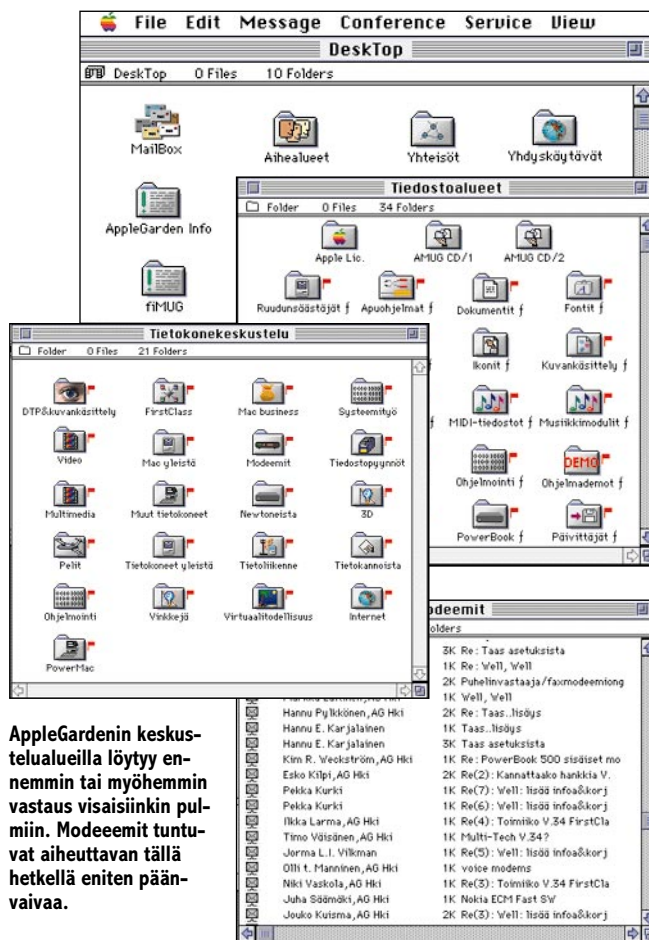 File Edit Message Conference Service View
DeskTop
DeskTop 0 Files 10 Folders
MailBox
Aihealueet
Yhteisöt
Yhdyskäytävät
AppleGarden Info
fiMUG
Tiedostoalueet
Folder 0 Files 34 Folders
Apple Lic. AMUG CD/1 AMUG CD/2
Ruudunsäästäjät ƒ Apuohjelmat ƒ Dokumentit ƒ Fontit ƒ
Ikonit ƒ Kuvankäsittely ƒ
ƒ MIDI-tiedostot ƒ Musiikkimodulit ƒ
DEMO
Ohjelmointi ƒ Ohjelmademot ƒ
PowerBook ƒ Päivittäjät ƒ
Tietokonekeskustelu
Folder 0 Files 21 Folders
DTP&kuvankäsittely FirstClass Mac business Systeemityö
Video Mac yleistä Modeemit Tiedostopyynnöt
Multimedia Muut tietokoneet Newtoneista 3D
Pelit Tietokoneet yleistä Tietoliikenne Tietokannoista
Ohjelmointi Vinkkejä Virtuaalitodellisuus Internet
PowerMac
odeemit
olders
3K Re: Taas asetuksista
1K Re: Well, Well
2K Puhelinvastaaja/faxmodeemiong
1K Well, Well
Hannu Pylkkönen,AG Hki 2K Re: Taas..lisäys
Hannu E. Karjalainen 1K Taas..lisäys
Hannu E. Karjalainen 3K Taas asetuksista
Kim R. Weckström,AG Hki 1K Re: PowerBook 500 sisäiset mo
Esko Kilpi,AG Hki 2K Re(2): Kannattaako hankkia V.
Pekka Kurki 1K Re(7): Well: lisää infoa&korj
Pekka Kurki 1K Re(6): Well: lisää infoa&korj
Ilkka Larma,AG Hki 1K Re(4): Toimiiko V.34 FirstCla
Timo Väisänen,AG Hki 1K Multi-Tech V.34?
Jorma L.I. Vilkman 1K Re(5): Well: lisää infoa&korj
Olli t. Manninen,AG Hki 1K voice modems
Niki Vaskola,AG Hki 1K Re(3): Toimiiko V.34 FirstCla
Juha Säämäki,AG Hki 1K Nokia ECM Fast SW
Jouko Kuisma,AG Hki 2K Re(3): Well: lisää infoa&korj
AppleGardenin keskus-
telualueilla löytyy en-
nemmin tai myöhemmin
vastaus visaisiinkin pul-
miin. Modeeemit tuntu-
vat aiheuttavan tällä
hetkellä eniten pään-
vaivaa.